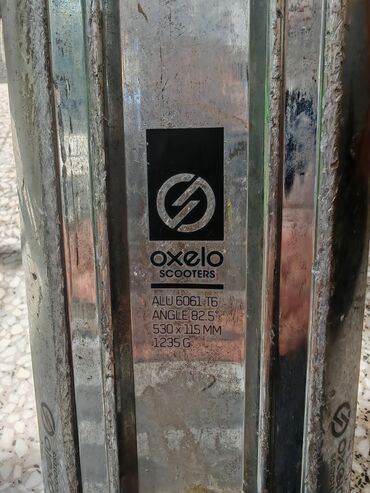 oxelo
SCOOTERS
ALU 6061-T6
ANGLE 82.5°
530 x 115 MM
1235 G